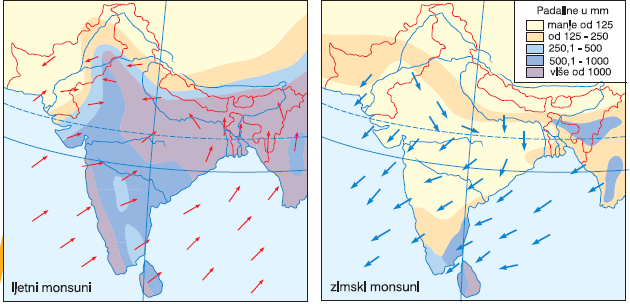 Padaline u mm
manje od 125
od 125 - 250
250,1 - 500
500,1 - 1000
više od 1000
ljetni monsuni
zimski monsuni